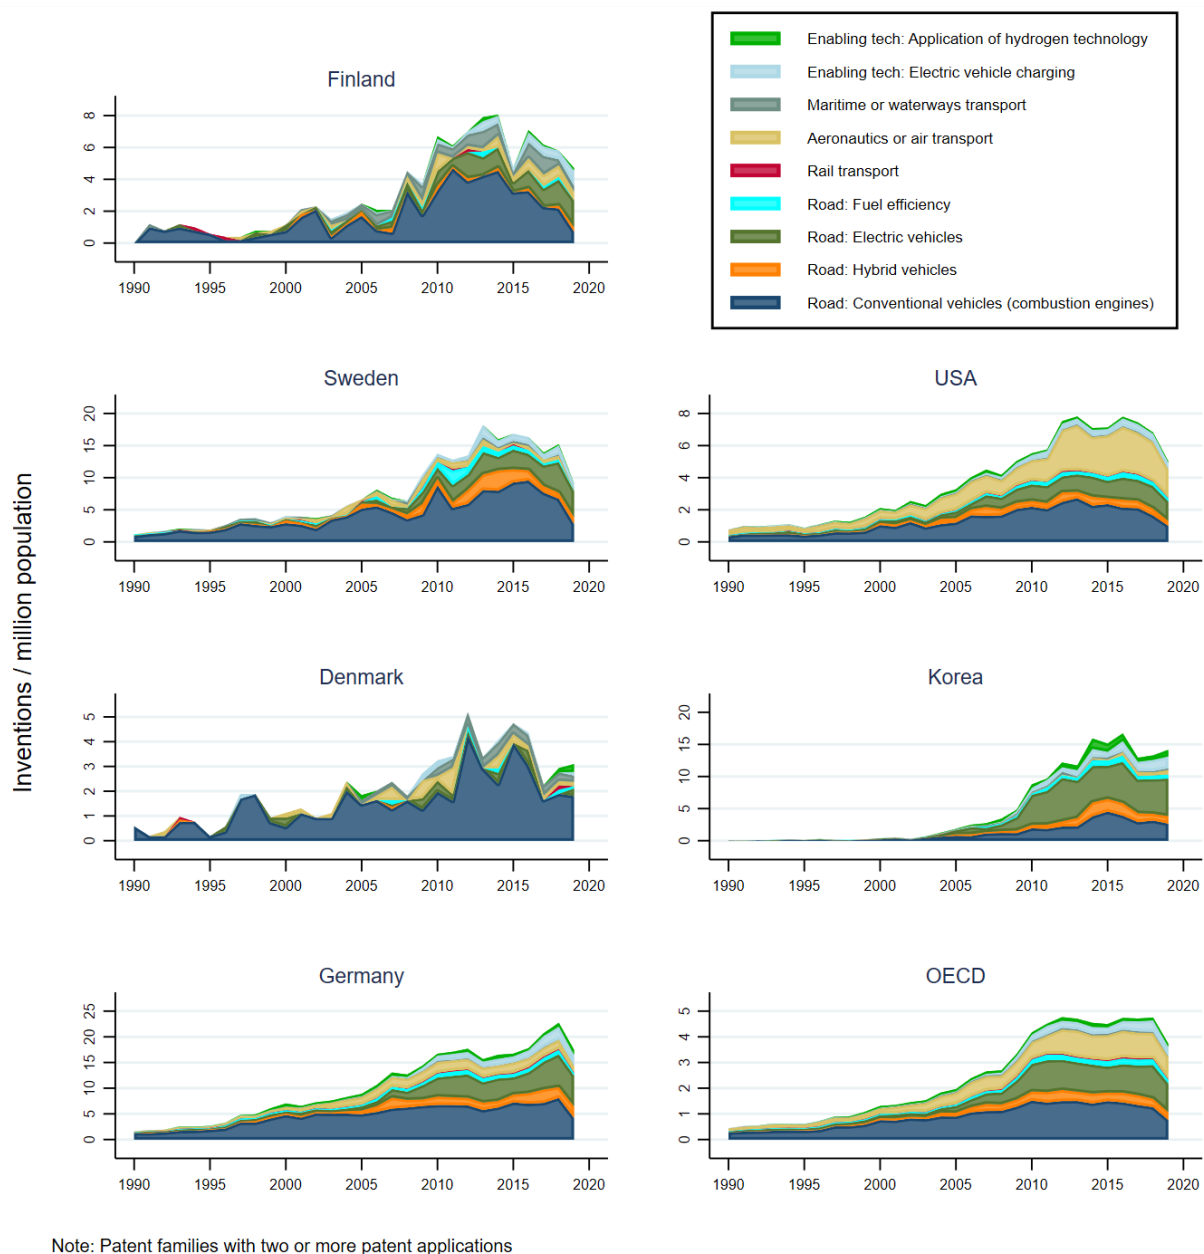 Enabling tech: Application of hydrogen technology
Enabling tech: Electric vehicle charging
Maritime or waterways transport
Aeronautics or air transport
Rail transport
Road: Fuel efficiency
Road: Electric vehicles
Road: Hybrid vehicles
Road: Conventional vehicles (combustion engines)
Inventions / million population
Finland
8
6
4
2
0
1990 1995 2000 2005 2010 2015 2020
Sweden
20
15
10
5
0
1990 1995 2000 2005 2010 2015 2020
USA
8
6
4
2
0
1990 1995 2000 2005 2010 2015 2020
Denmark
5
4
3
2
1
0
1990 1995 2000 2005 2010 2015 2020
Korea
20
15
10
5
0
1990 1995 2000 2005 2010 2015 2020
Germany
25
20
15
10
5
0
1990 1995 2000 2005 2010 2015 2020
OECD
5
4
3
2
1
0
1990 1995 2000 2005 2010 2015 2020
Note: Patent families with two or more patent applications